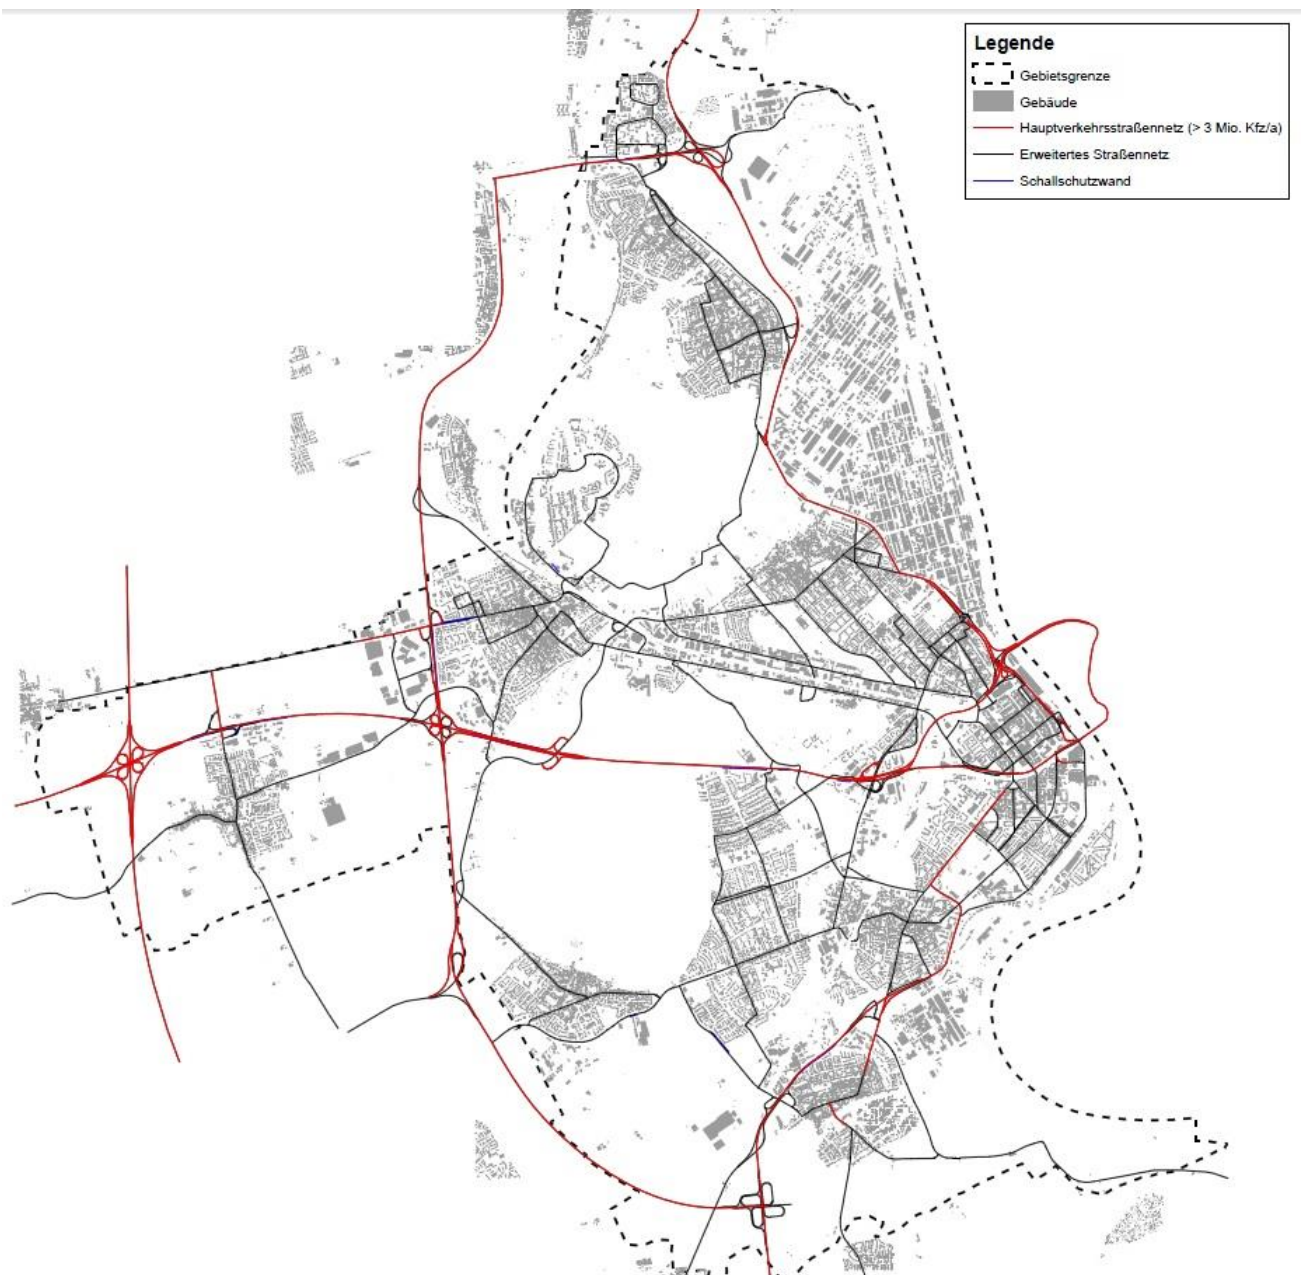 Legende
Gebietsgrenze
Gebäude
Hauptverkehrsstraßennetz (> 3 Mio. Kfz/a)
Erweitertes Straßennetz
Schallschutzwand